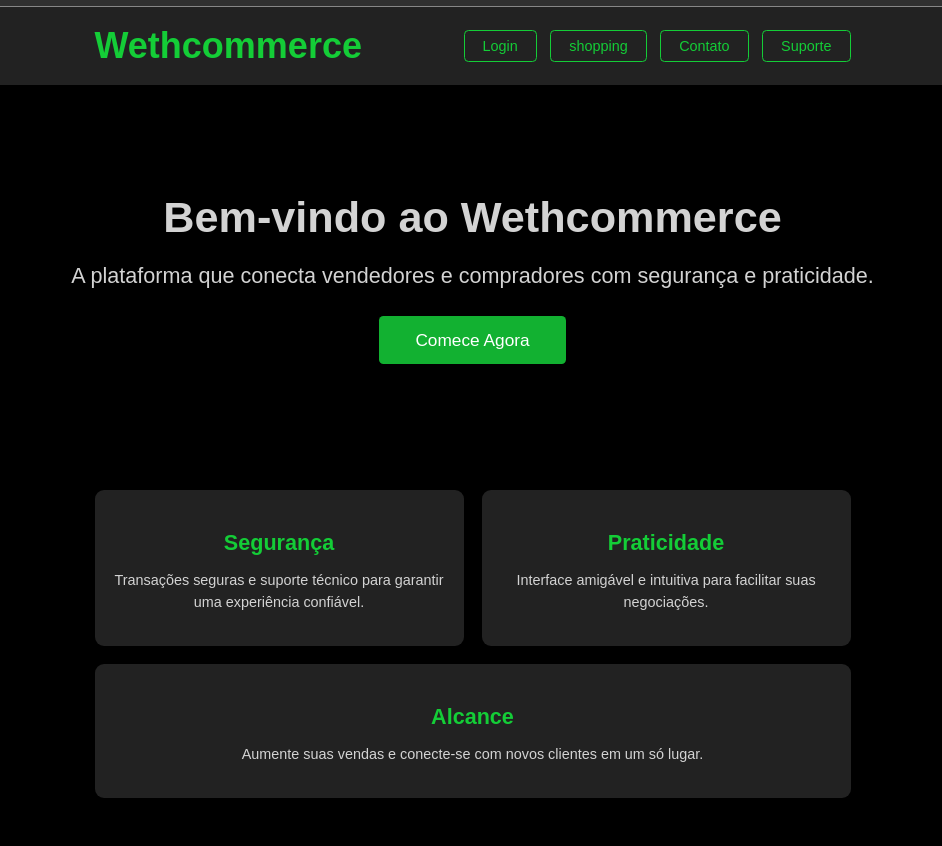 Wethcommerce
Login
shopping
Contato
Suporte
Bem-vindo ao Wethcommerce
A plataforma que conecta vendedores e compradores com segurança e praticidade.
Comece Agora
Segurança
Transações seguras e suporte técnico para garantir
uma experiência confiável.
Praticidade
Interface amigável e intuitiva para facilitar suas
negociações.
Alcance
Aumente suas vendas e conecte-se com novos clientes em um só lugar.